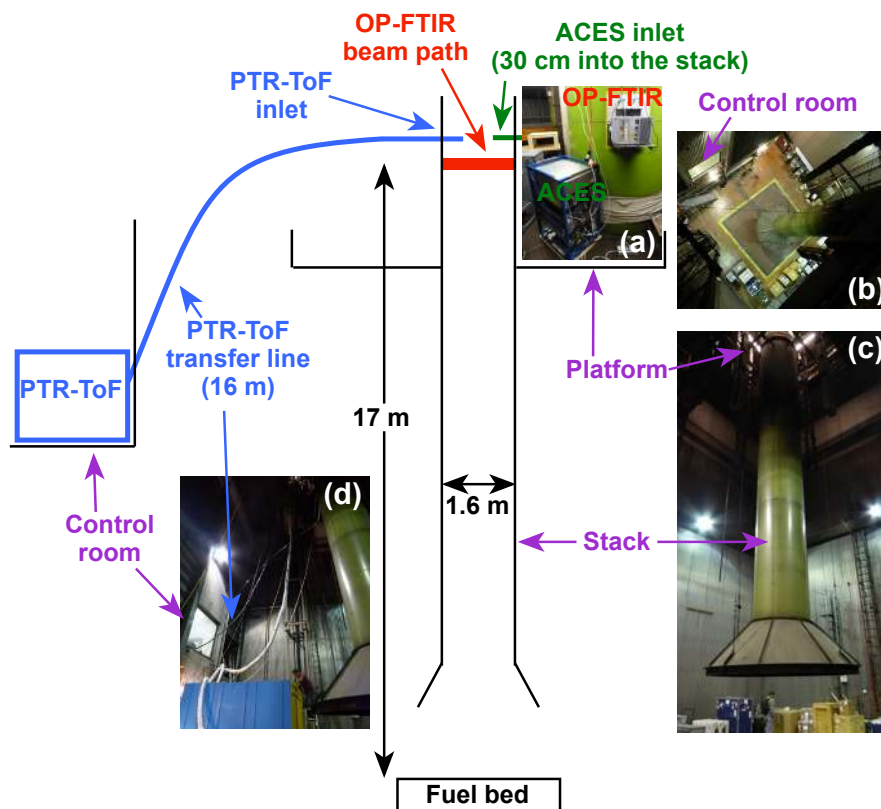 OP-FTIR
beam path
ACES inlet
(30 cm into the stack)
PTR-ToF
inlet
OP-FTIR
ACES
(a)
Control room
(b)
PTR-ToF
transfer line
(16 m)
PTR-ToF
Platform
(c)
17 m
1.6 m
Control
room
(d)
Stack
Fuel bed